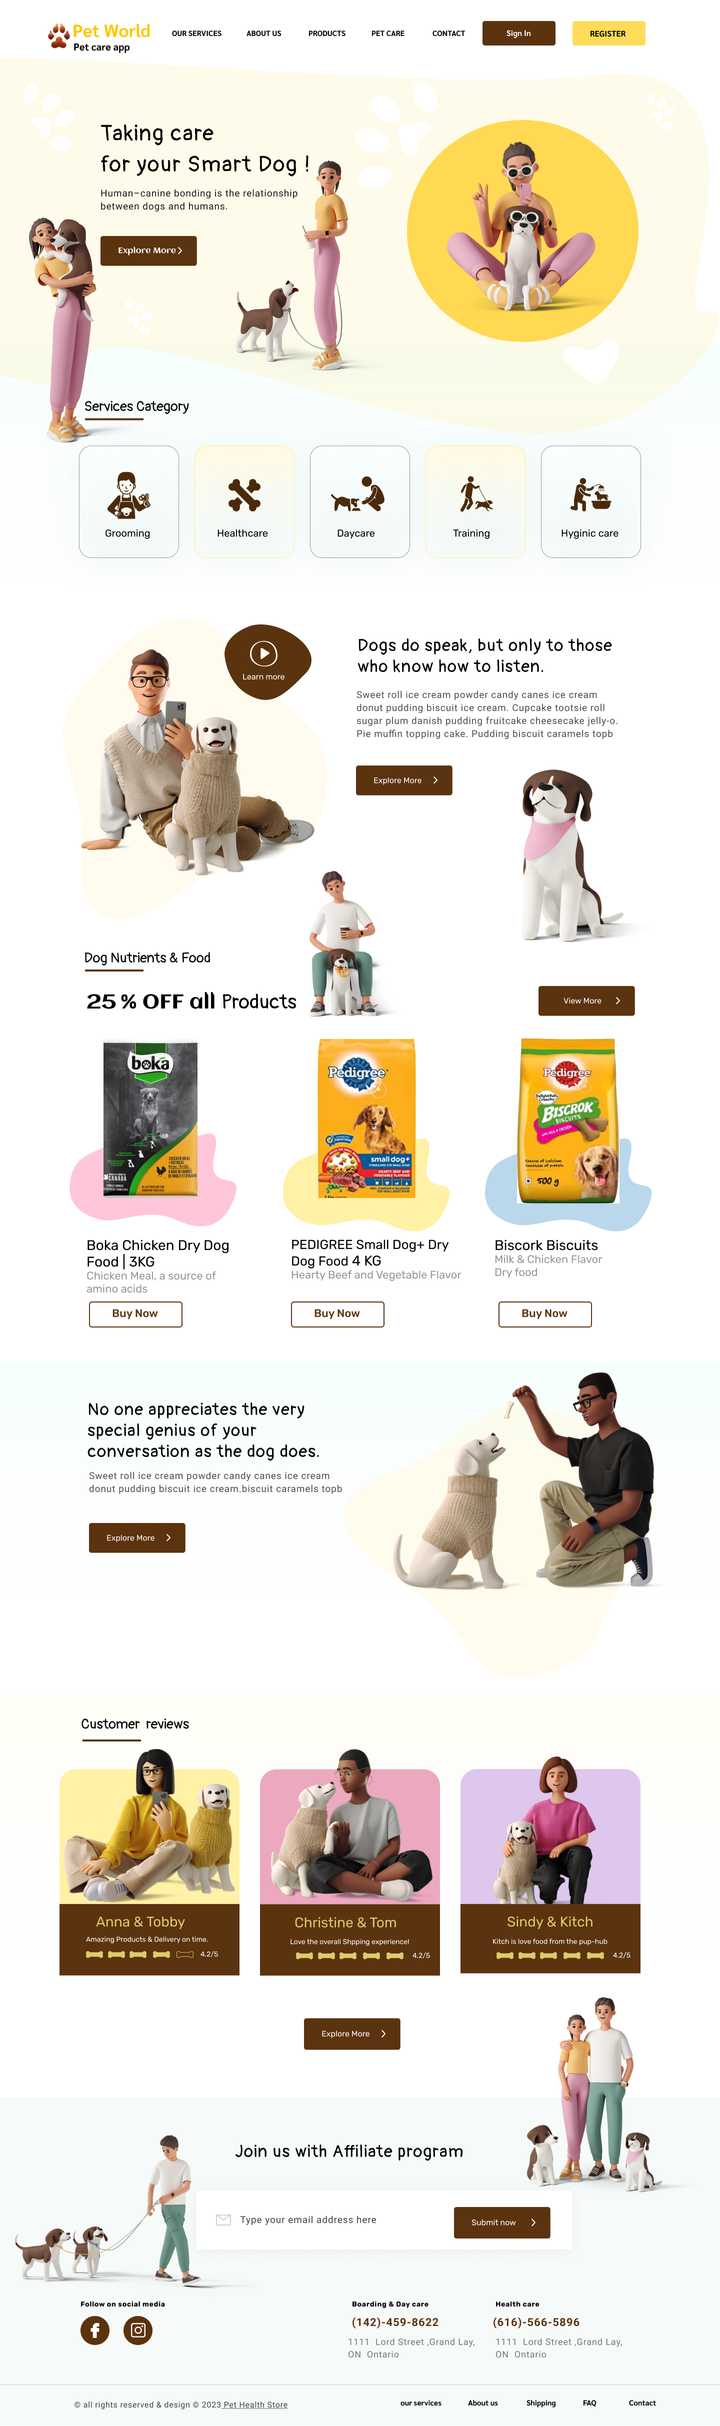 Pet World
Pet care app
OUR SERVICES
ABOUT US
PRODUCTS
PET CARE
CONTACT
Sign In
REGISTER
Taking care
for your Smart Dog !
Human-canine bonding is the relationship
between dogs and humans.
Explore More
Services Category
Grooming
Healthcare
Daycare
Training
Hyginic care
Learn more
Dogs do speak, but only to those
who know how to listen.
Sweet roll ice cream powder candy canes ice cream
donut pudding biscuit ice cream. Cupcake tootsie roll
sugar plum danish pudding fruitcake cheesecake jelly-o.
Pie muffin topping cake. Pudding biscuit caramels topb
Explore More
Dog Nutrients & Food
25 % OFF all Products
View More
boka
CANADA
Pedigree
small dog+
Pedigree
BISCROK
BISCUITS
500 g
Boka Chicken Dry Dog
Food | 3KG
Chicken Meal, a source of
amino acids
Buy Now
PEDIGREE Small Dog+ Dry
Dog Food 4 KG
Hearty Beef and Vegetable Flavor
Buy Now
Biscork Biscuits
Milk & Chicken Flavor
Dry food
Buy Now
No one appreciates the very
special genius of your
conversation as the dog does.
Sweet roll ice cream powder candy canes ice cream
donut pudding biscuit ice cream.biscuit caramels topb
Explore More
Customer reviews
Anna & Tobby
Amazing Products & Delivery on time.
4.2/5
Christine & Tom
Love the overall Shpping experience!
4.2/5
Sindy & Kitch
Kitch is love food from the pup-hub
4.2/5
Explore More
Join us with Affiliate program
Type your email address here
Submit now
Follow on social media
Boarding & Day care
(142)-459-8622
1111 Lord Street ,Grand Lay,
ON Ontario
Health care
(616)-566-5896
1111 Lord Street ,Grand Lay,
ON Ontario
© all rights reserved & design © 2023 Pet Health Store
our services
About us
Shipping
FAQ
Contact